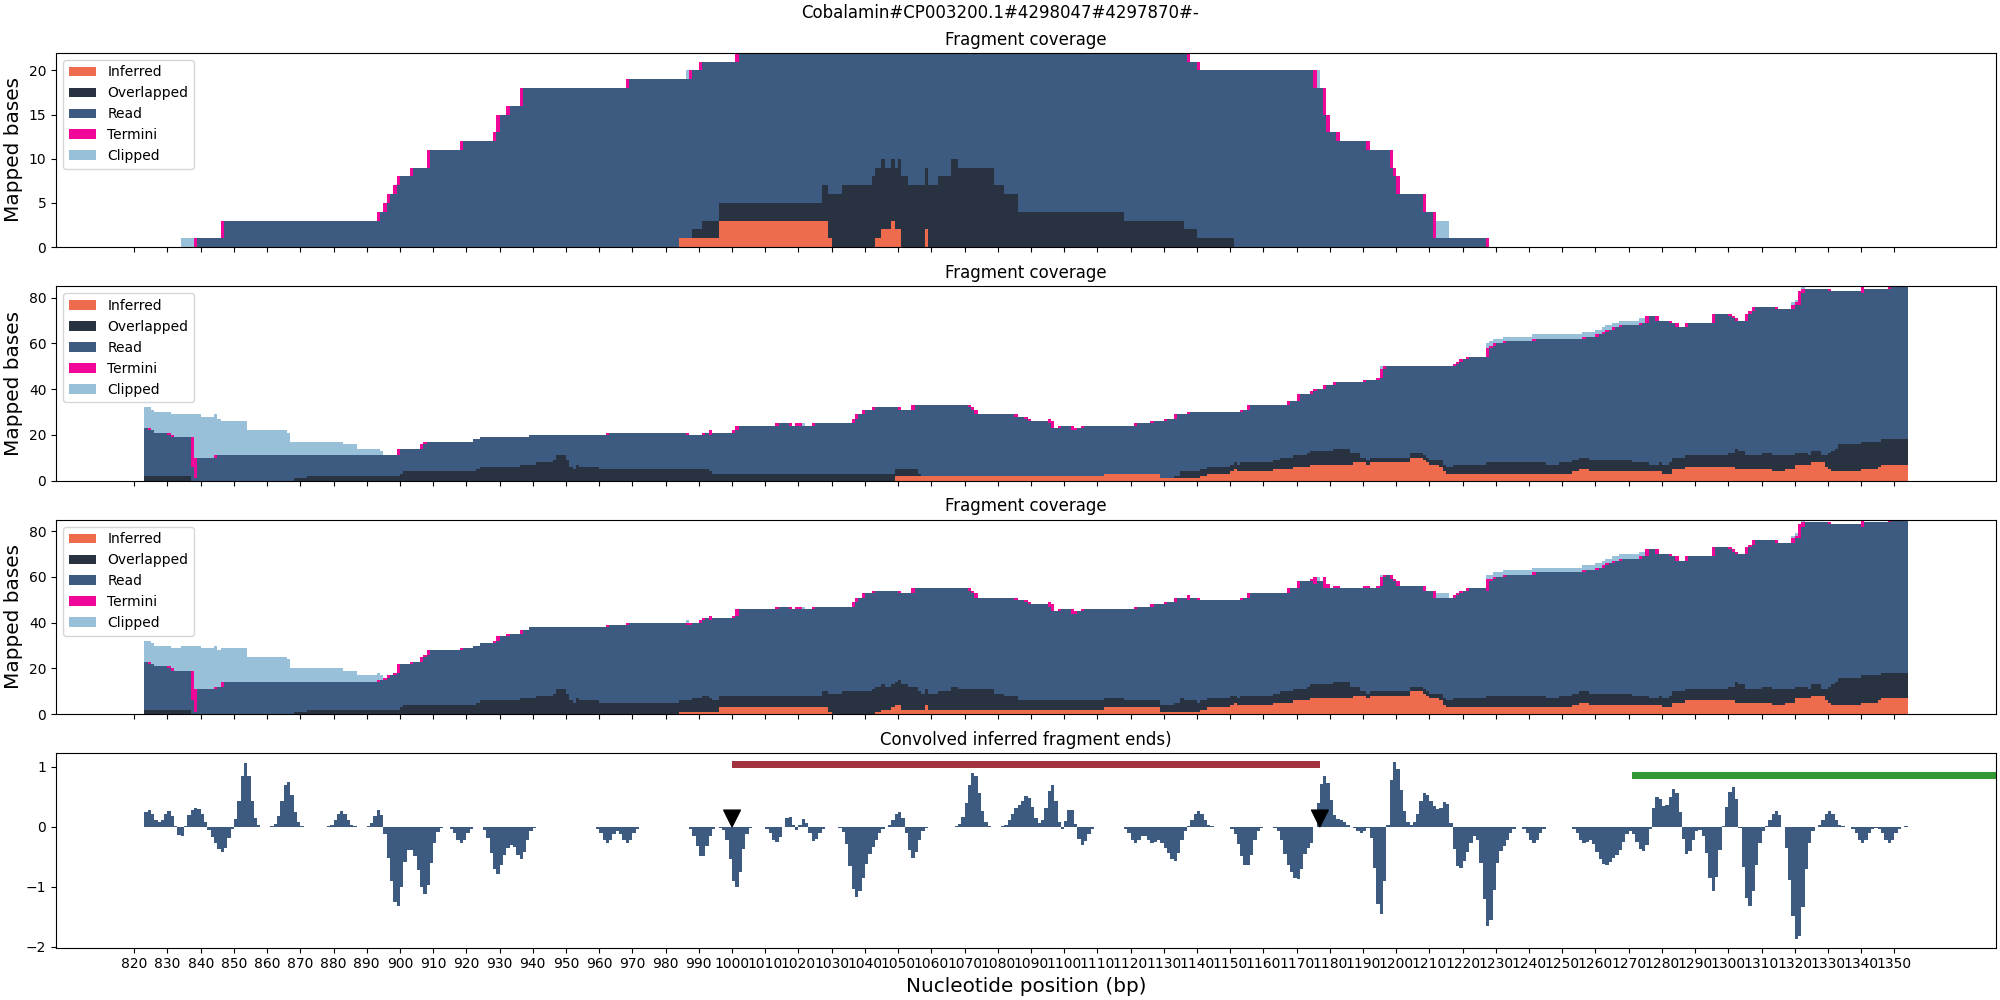 Cobalamin#CP003200.1#4298047#4297870#-
Fragment coverage
Mapped bases
20
15
10
5
0
Inferred
Overlapped
Read
Termini
Clipped
Fragment coverage
Mapped bases
80
60
40
20
0
Inferred
Overlapped
Read
Termini
Clipped
Fragment coverage
Mapped bases
80
60
40
20
0
Inferred
Overlapped
Read
Termini
Clipped
Convolved inferred fragment ends)
1
0
−1
−2
820 830 840 850 860 870 880 890 900 910 920 930 940 950 960 970 980 990 1000 1010 1020 1030 1040 1050 1060 1070 1080 1090 1100 1110 1120 1130 1140 1150 1160 1170 1180 1190 1200 1210 1220 1230 1240 1250 1260 1270 1280 1290 1300 1310 1320 1330 1340 1350
Nucleotide position (bp)